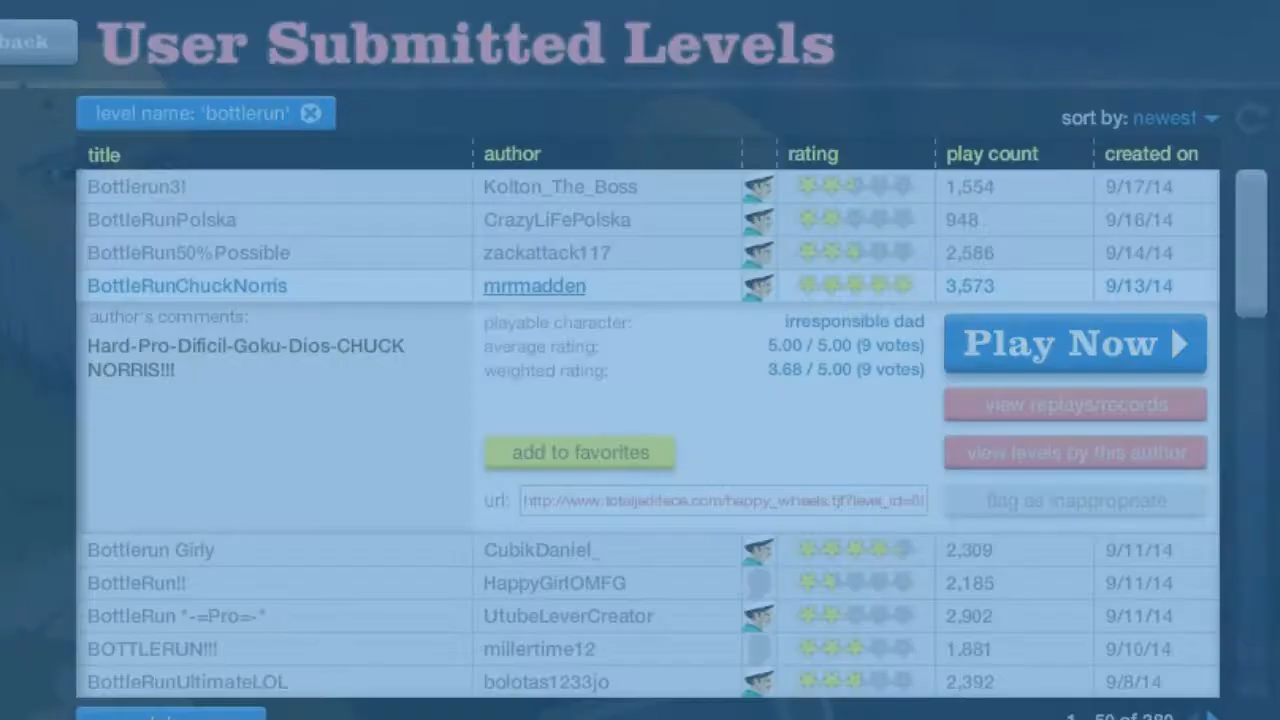 back
User Submitted Levels
level name: 'bottlerun'
sort by: newest
title author rating play count created on
Bottlerun3! Kolton_The_Boss 1,554 9/17/14
BottleRunPolska CrazyLiFePolska 948 9/16/14
BottleRun50%Possible zackattack117 2,586 9/14/14
BottleRunChuckNorris mrrmadden 3,573 9/13/14
author's comments:
Hard-Pro-Dificil-Goku-Dios-CHUCK
NORRIS!!!
playable character: irresponsible dad
average rating: 5.00 / 5.00 (9 votes)
weighted rating: 3.68 / 5.00 (9 votes)
Play Now
view replays/records
add to favorites
view levels by this author
url:
flag as inappropriate
Bottlerun Girly CubikDaniel_ 2,309 9/11/14
BottleRun!! HappyGirlOMFG 2,185 9/11/14
BottleRun *-=Pro=-* UtubeLeverCreator 2,902 9/11/14
BOTTLERUN!!! millertime12 1,881 9/10/14
BottleRunUltimateLOL bolotas1233jo 2,392 9/8/14